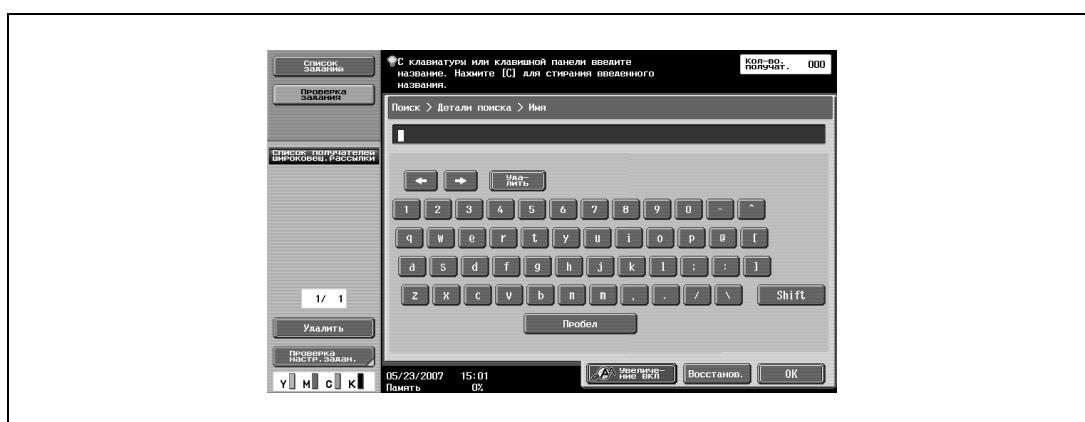 Список
заданий
Проверка
задания
Список получателей
широковещ.рассылки
1/ 1
Удалить
Проверка
настр.задан.
Y M C K
С клавиатуры или клавишной панели введите
название. Нажмите [C] для стирания введенного
названия.
Кол-во.
получат. 000
Поиск > Детали поиска > Имя
← → Уда-
лить
1 2 3 4 5 6 7 8 9 0 - ^
q w e r t y u i o p @ [
a s d f g h j k l ; : ]
z x c v b n m , . / \ Shift
Пробел
05/23/2007 15:01
Память 0%
Увеличе-
ние ВКЛ
Восстанов.
OK